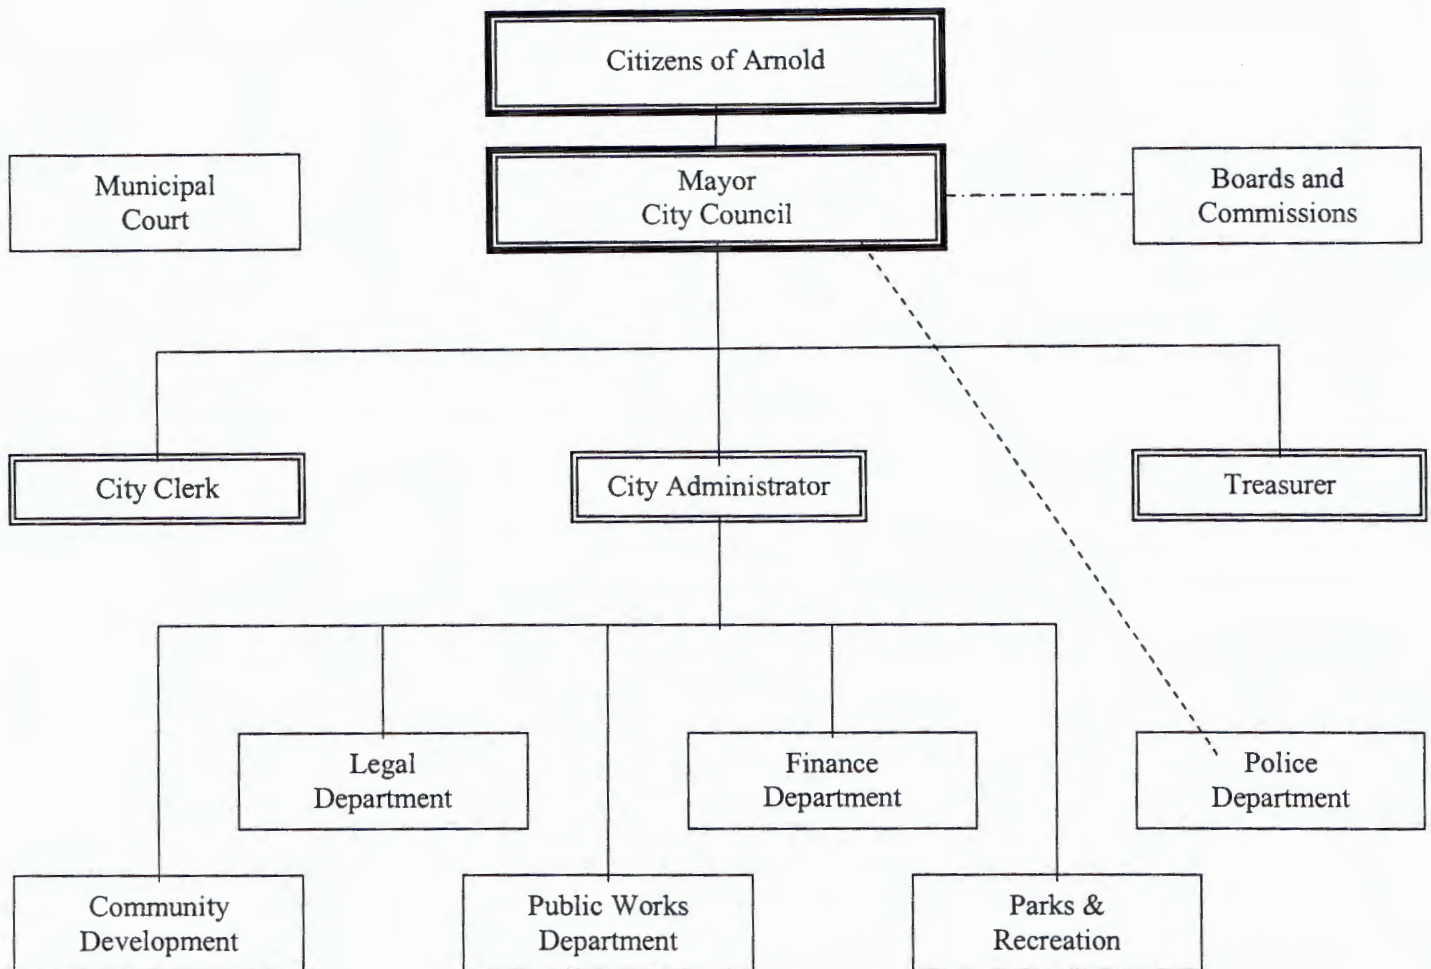 Citizens of Arnold
Municipal
Court
Mayor
City Council
Boards and
Commissions
City Clerk
City Administrator
Treasurer
Legal
Department
Finance
Department
Police
Department
Community
Development
Public Works
Department
Parks &
Recreation